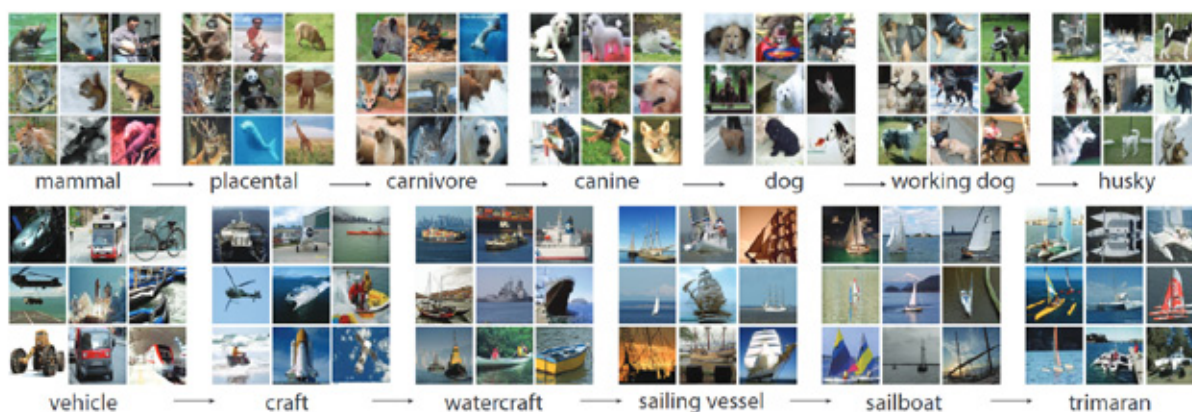 mammal → placental → carnivore → canine → dog → working dog → husky
vehicle → craft → watercraft → sailing vessel → sailboat → trimaran